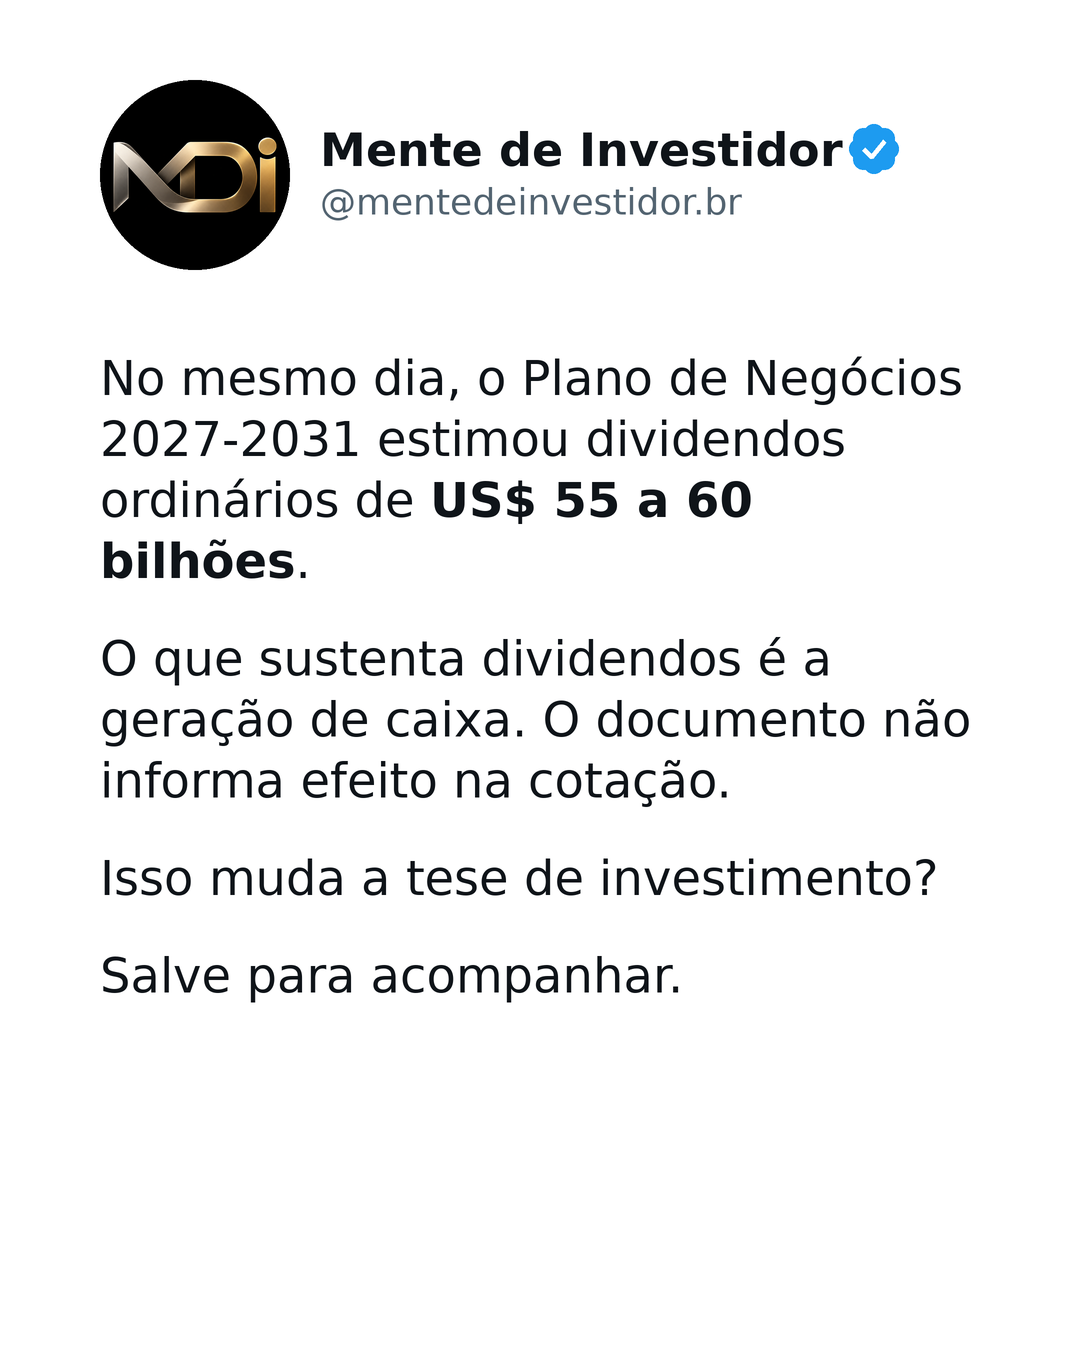 MDi
Mente de Investidor
@mentedeinvestidor.br
No mesmo dia, o Plano de Negócios
2027-2031 estimou dividendos
ordinários de US$ 55 a 60
bilhões.
O que sustenta dividendos é a
geração de caixa. O documento não
informa efeito na cotação.
Isso muda a tese de investimento?
Salve para acompanhar.